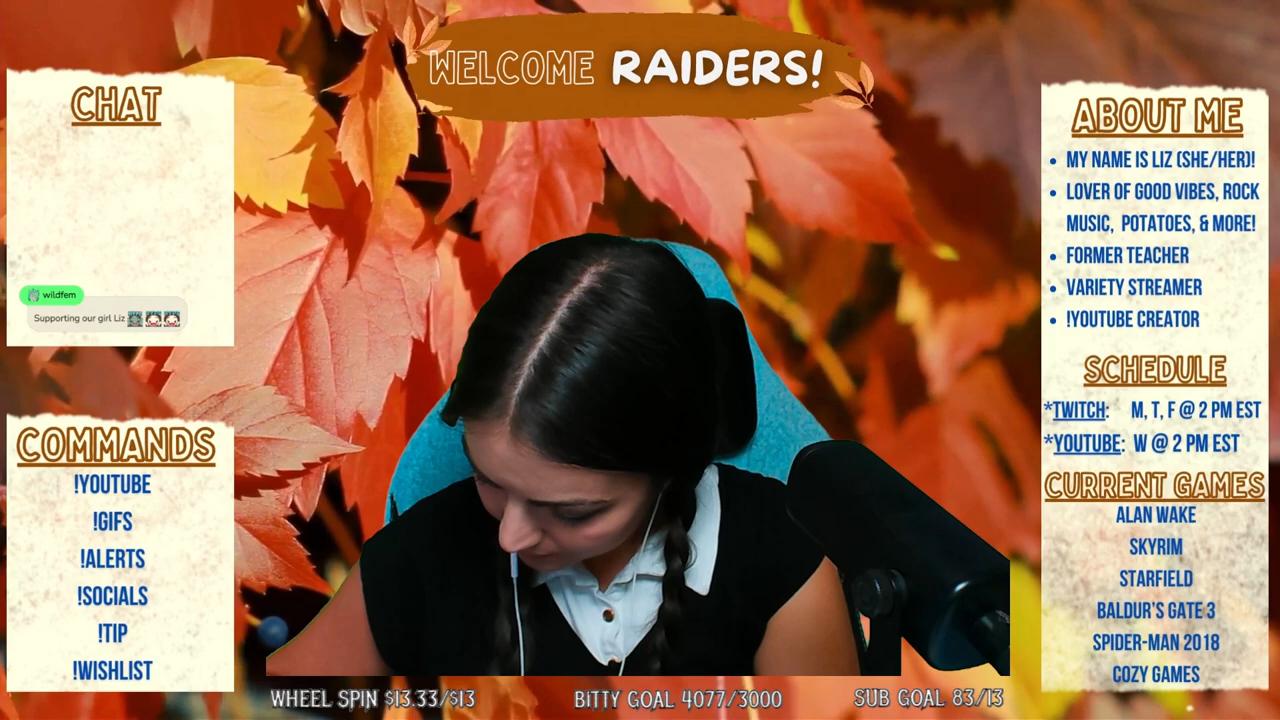 WELCOME RAIDERS!
CHAT
wildfem
Supporting our girl Liz
COMMANDS
!YOUTUBE
!GIFS
!ALERTS
!SOCIALS
!TIP
!WISHLIST
ABOUT ME
• MY NAME IS LIZ (SHE/HER)!
• LOVER OF GOOD VIBES, ROCK
MUSIC, POTATOES, & MORE!
• FORMER TEACHER
• VARIETY STREAMER
• !YOUTUBE CREATOR
SCHEDULE
*TWITCH: M, T, F @ 2 PM EST
*YOUTUBE: W @ 2 PM EST
CURRENT GAMES
ALAN WAKE
SKYRIM
STARFIELD
BALDUR'S GATE 3
SPIDER-MAN 2018
COZY GAMES
WHEEL SPIN $13.33/$13
BITTY GOAL 4077/3000
SUB GOAL 83/13